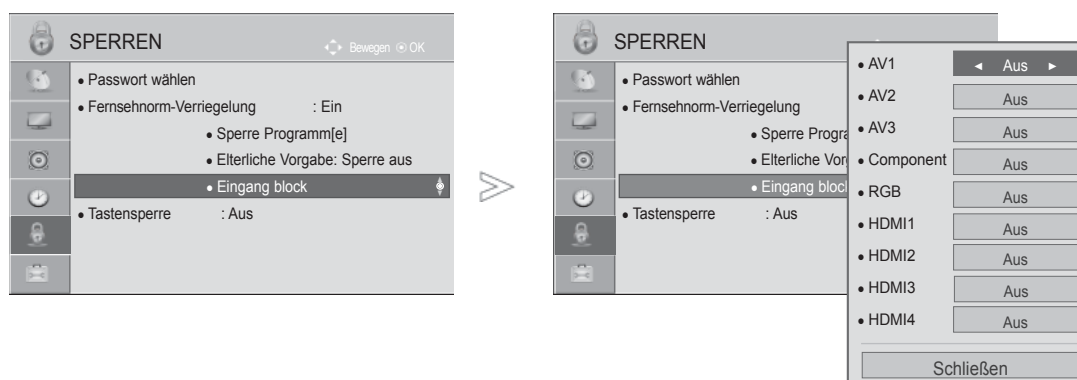 SPERREN
Bewegen OK
• Passwort wählen
• Fernsehnorm-Verriegelung : Ein
• Sperre Programm[e]
• Elterliche Vorgabe: Sperre aus
• Eingang block
• Tastensperre : Aus
SPERREN
• Passwort wählen
• Fernsehnorm-Verriegelung
• Sperre Progra
• Elterliche Vor
• Eingang block
• Tastensperre : Aus
• AV1 ◄ Aus ►
• AV2 Aus
• AV3 Aus
• Component Aus
• RGB Aus
• HDMI1 Aus
• HDMI2 Aus
• HDMI3 Aus
• HDMI4 Aus
Schließen